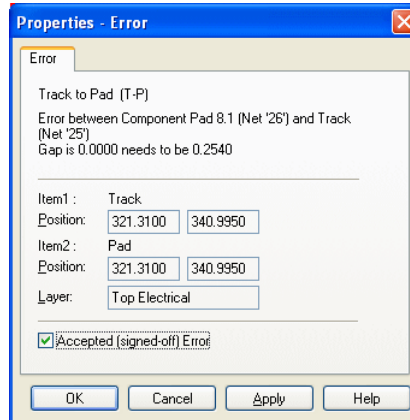 Properties - Error
Error
Track to Pad (T-P)
Error between Component Pad 8.1 (Net '26') and Track
(Net '25')
Gap is 0.0000 needs to be 0.2540
Item1 : Track
Position: 321.3100 340.9950
Item2 : Pad
Position: 321.3100 340.9950
Layer: Top Electrical
Accepted (signed-off) Error
OK Cancel Apply Help